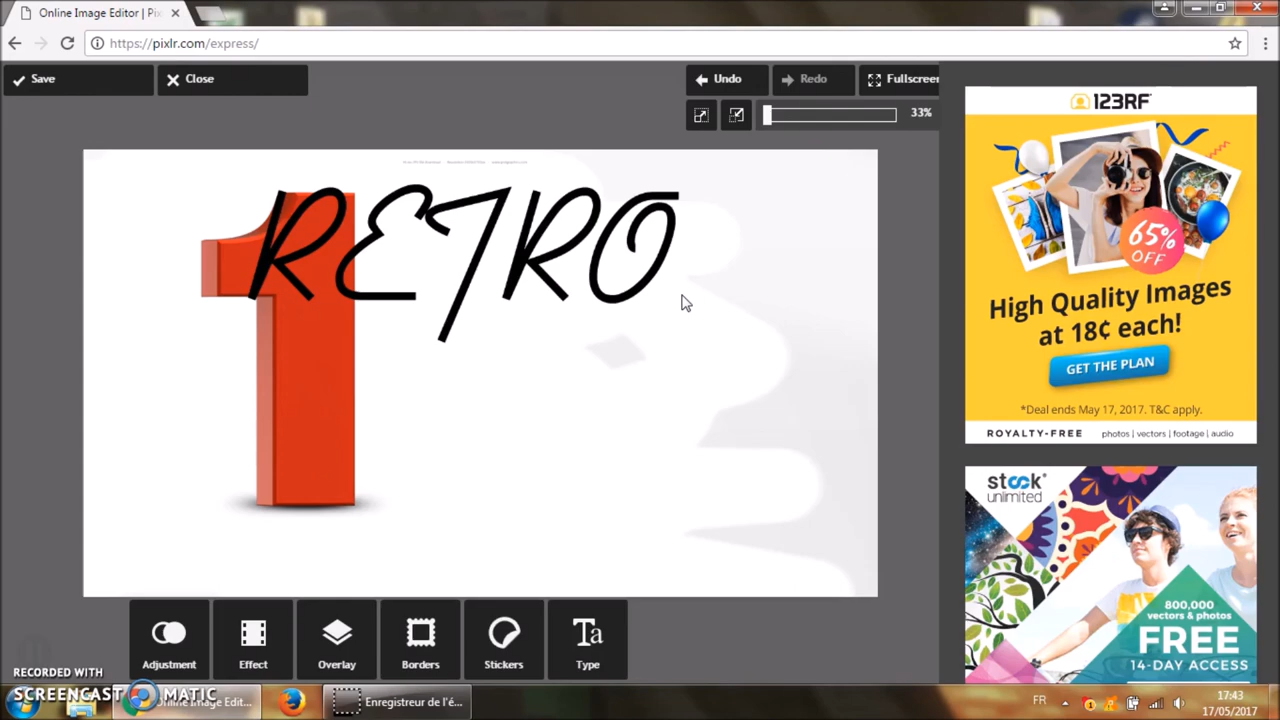 Online Image Editor | Pix
https://pixlr.com/express/
Save
Close
Undo
Redo
Fullscreen
33%
RETRO
1
123RF
65%
OFF
High Quality Images
at 18¢ each!
GET THE PLAN
*Deal ends May 17, 2017. T&C apply.
ROYALTY-FREE photos | vectors | footage | audio
stock
unlimited
800,000
vectors & photos
FREE
14-DAY ACCESS
Adjustment
Effect
Overlay
Borders
Stickers
Ta
Type
RECORDED WITH
SCREENCAST MATIC
Online Image Edit...
Enregistreur de l'é...
FR
17:43
17/05/2017